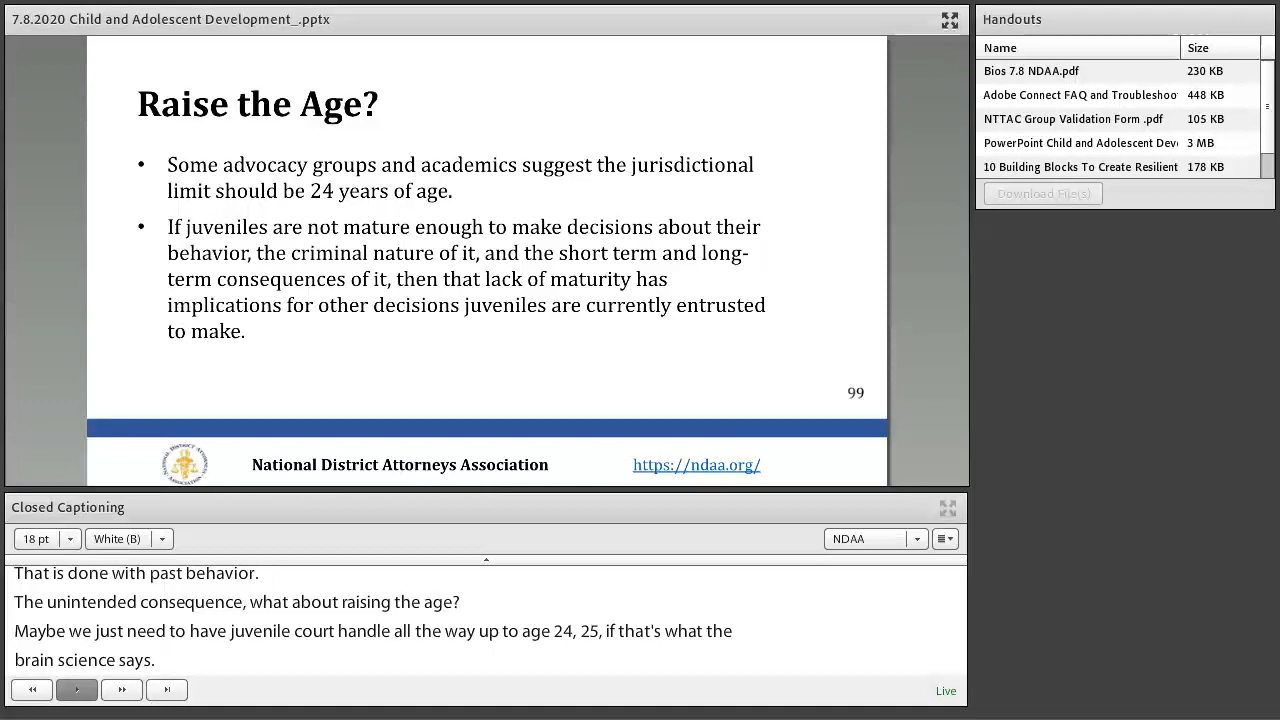 7.8.2020 Child and Adolescent Development_.pptx
Raise the Age?
• Some advocacy groups and academics suggest the jurisdictional
limit should be 24 years of age.
• If juveniles are not mature enough to make decisions about their
behavior, the criminal nature of it, and the short term and long-
term consequences of it, then that lack of maturity has
implications for other decisions juveniles are currently entrusted
to make.
99
NATIONAL DISTRICT ATTORNEYS ASSOCIATION
National District Attorneys Association
https://ndaa.org/
Handouts
Name Size
Bios 7.8 NDAA.pdf 230 KB
Adobe Connect FAQ and Troubleshoo 448 KB
NTTAC Group Validation Form .pdf 105 KB
PowerPoint Child and Adolescent Dev 3 MB
10 Building Blocks To Create Resilient 178 KB
Download File(s)
Closed Captioning
18 pt White (B) NDAA
That is done with past behavior.
The unintended consequence, what about raising the age?
Maybe we just need to have juvenile court handle all the way up to age 24, 25, if that's what the
brain science says.
Live